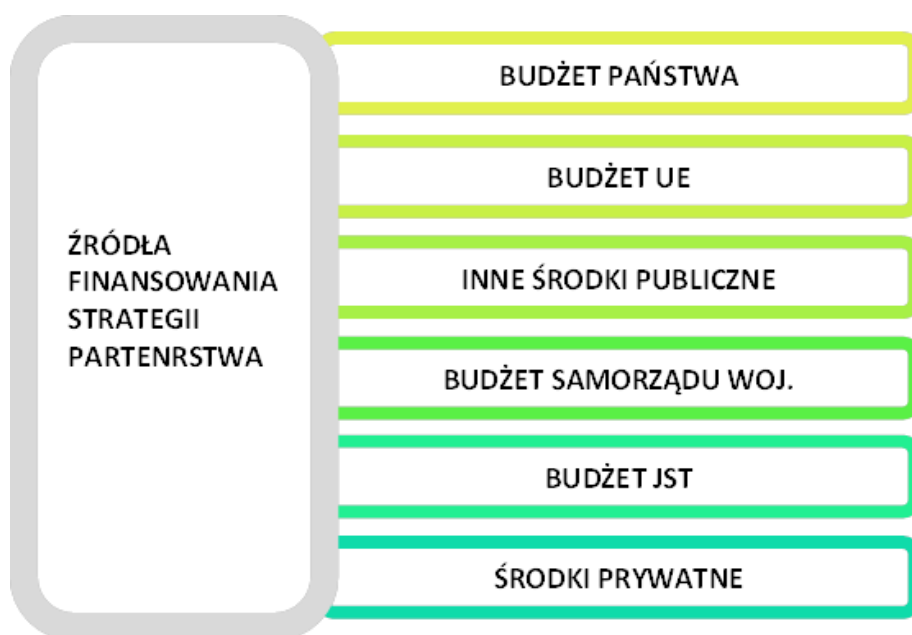 ŹRÓDŁA
FINANSOWANIA
STRATEGII
PARTENRSTWA
BUDŻET PAŃSTWA
BUDŻET UE
INNE ŚRODKI PUBLICZNE
BUDŻET SAMORZĄDU WOJ.
BUDŻET JST
ŚRODKI PRYWATNE